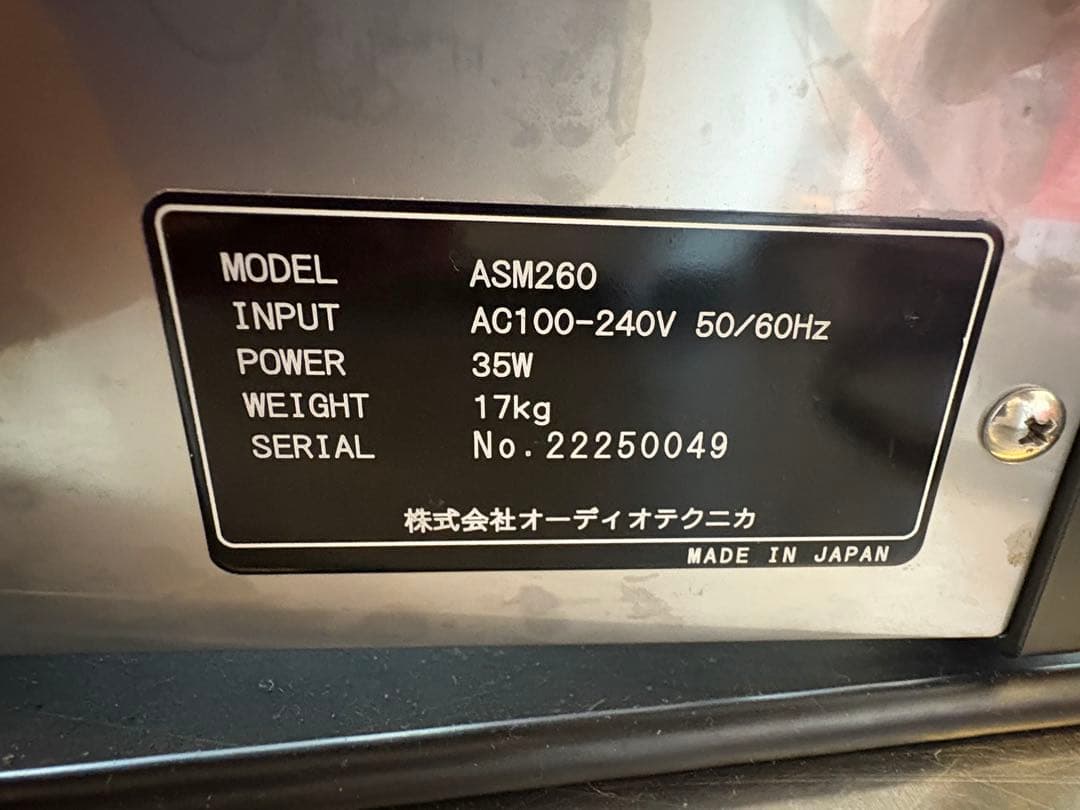 MODEL ASM260
INPUT AC100-240V 50/60Hz
POWER 35W
WEIGHT 17kg
SERIAL No.22250049
株式会社オーディオテクニカ
MADE IN JAPAN